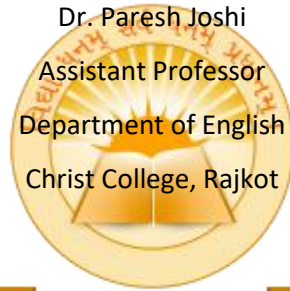 Dr. Paresh Joshi
Assistant Professor
Department of English
Christ College, Rajkot